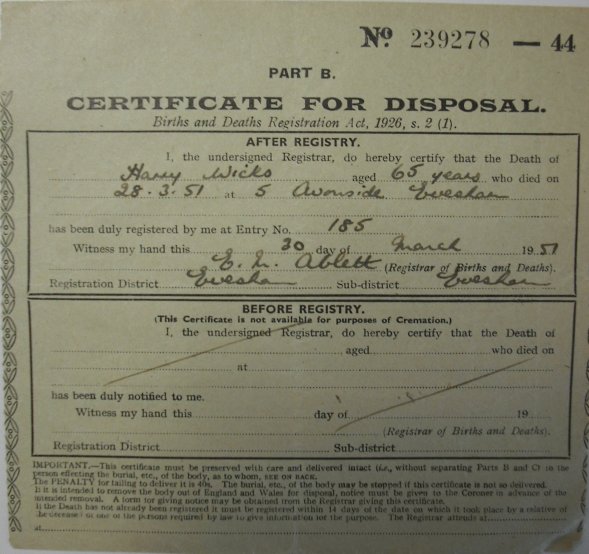 Nº 239278 — 44
PART B.
CERTIFICATE FOR DISPOSAL.
Births and Deaths Registration Act, 1926, s. 2 (1).
AFTER REGISTRY.
I, the undersigned Registrar, do hereby certify that the Death of
Harry Wicks aged 65 years who died on
28.3.51 at 5 Avonside Evesham
has been duly registered by me at Entry No. 185
Witness my hand this 30 day of March 1951
E. M. Ablett (Registrar of Births and Deaths).
Registration District Evesham Sub-district Evesham
BEFORE REGISTRY.
(This Certificate is not available for purposes of Cremation.)
I, the undersigned Registrar, do hereby certify that the Death of
aged who died on
at
has been duly notified to me.
Witness my hand this day of 19
(Registrar of Births and Deaths).
Registration District Sub-district
IMPORTANT.—This certificate must be preserved with care and delivered intact (i.e., without separating Parts B and C) to the
person effecting the burial, etc., of the body, as to whom, SEE ON BACK.
The PENALTY for failing to deliver it is 40s. The burial, etc., of the body may be stopped if this certificate is not so delivered.
If it is intended to remove the body out of England and Wales for disposal, notice must be given to the Coroner in advance of the
intended removal. A form for giving notice may be obtained from the Registrar giving this certificate.
If the Death has not already been registered it must be registered within 14 days of the date on which it took place by a relative of
the deceased or one of the persons required by law to give information for the purpose. The Registrar attends at
at